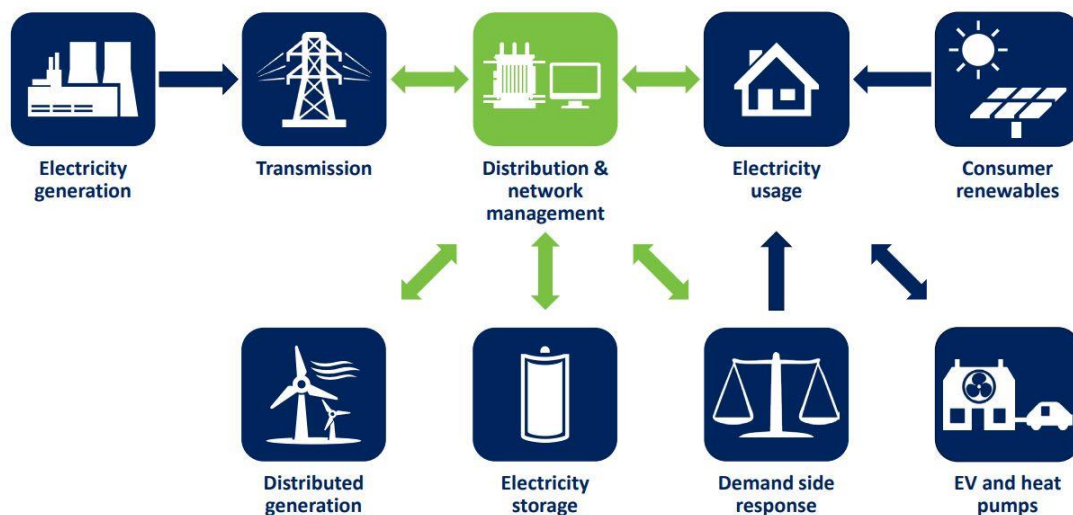 Electricity
generation
Transmission
Distribution &
network
management
Electricity
usage
Consumer
renewables
Distributed
generation
Electricity
storage
Demand side
response
EV and heat
pumps